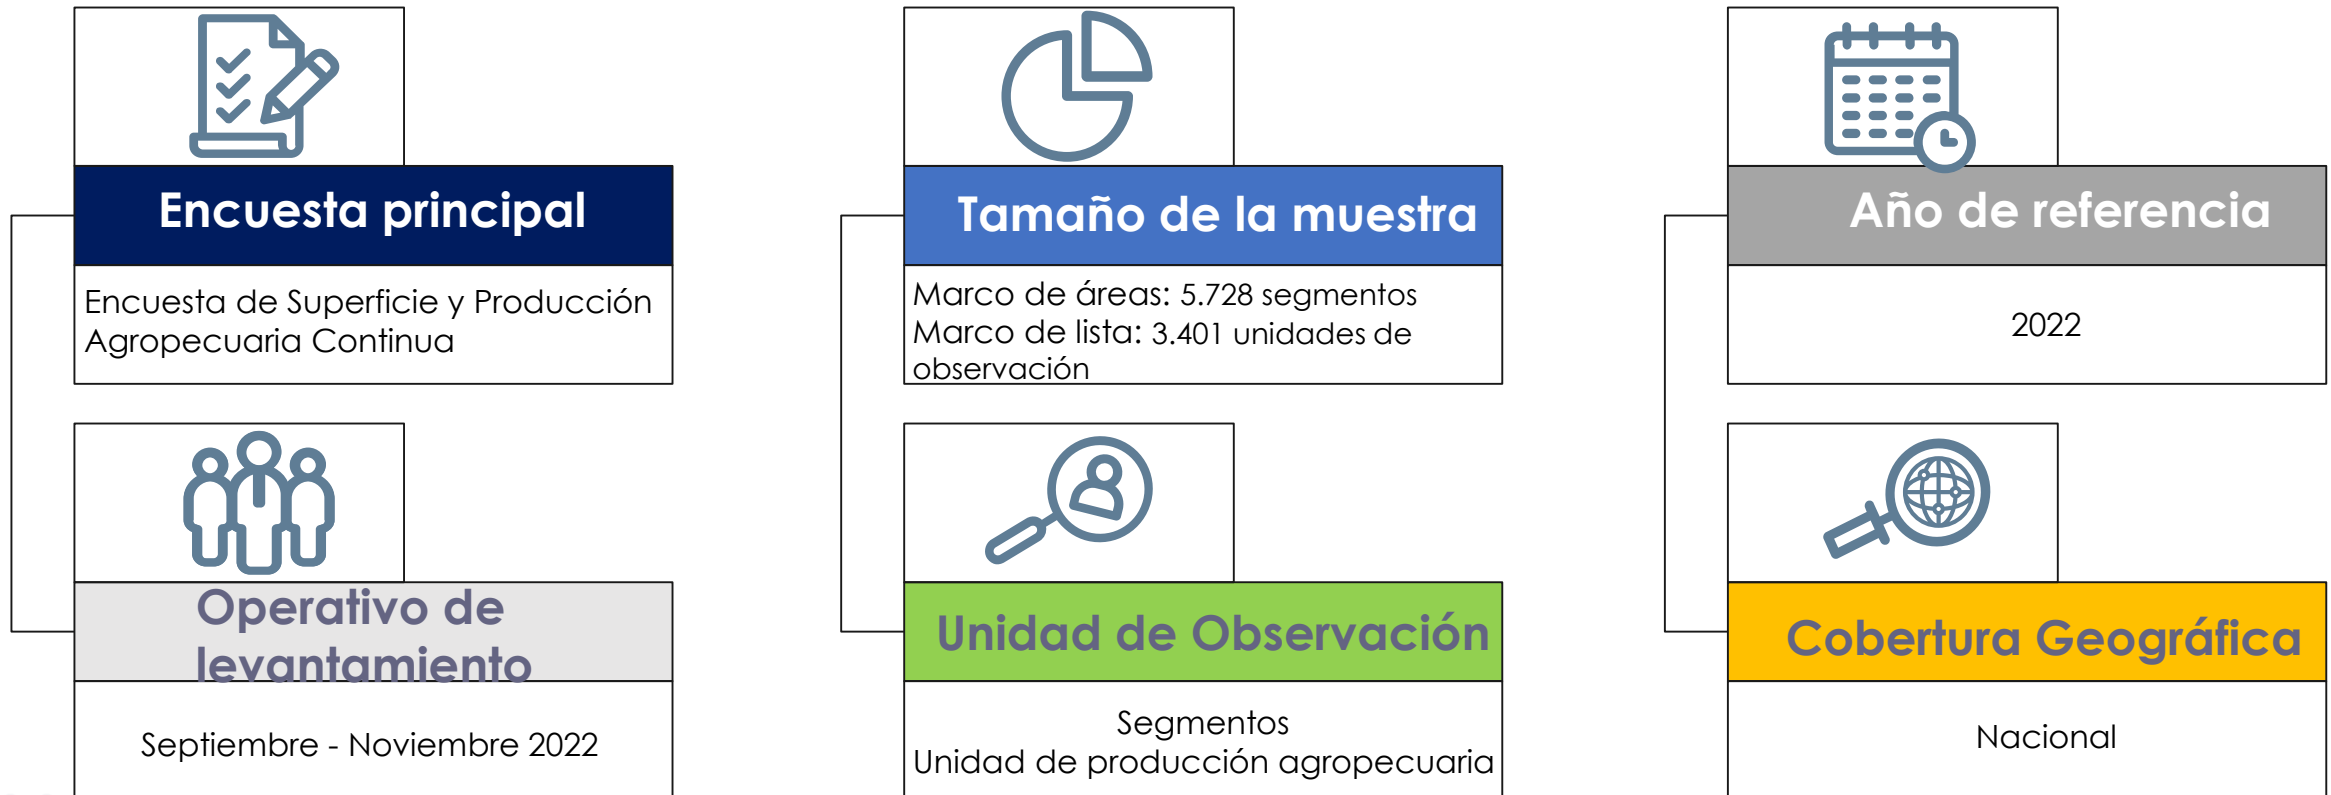 Encuesta principal
Encuesta de Superficie y Producción
Agropecuaria Continua
Tamaño de la muestra
Marco de áreas: 5.728 segmentos
Marco de lista: 3.401 unidades de
observación
Año de referencia
2022
Operativo de
levantamiento
Septiembre - Noviembre 2022
Unidad de Observación
Segmentos
Unidad de producción agropecuaria
Cobertura Geográfica
Nacional